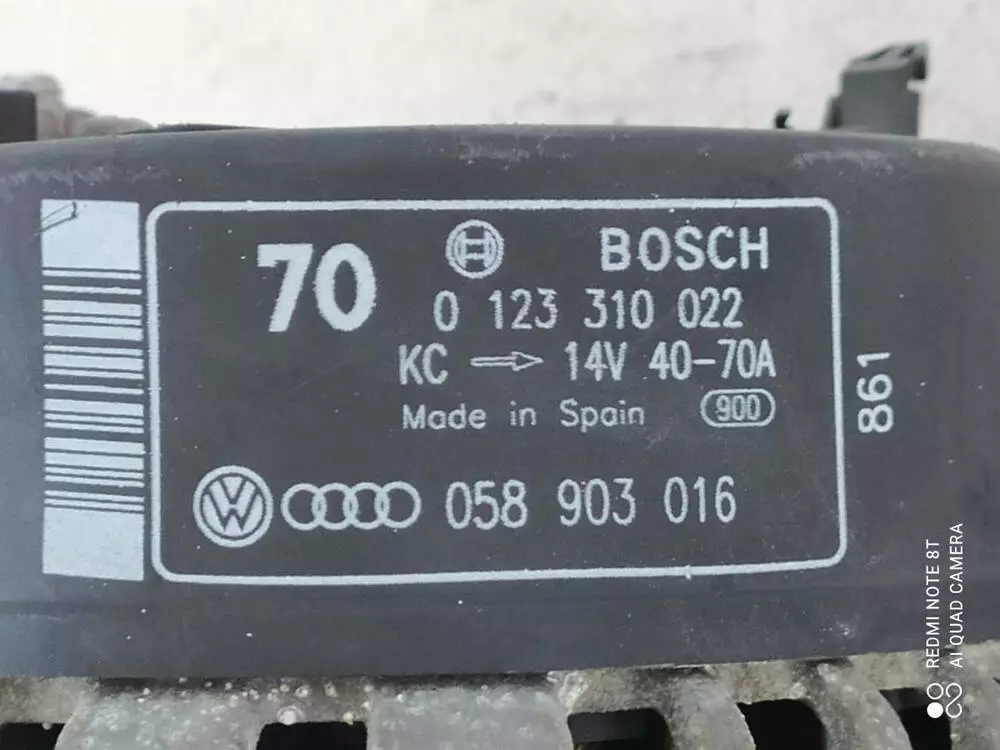 70 BOSCH
0 123 310 022
KC → 14V 40-70A
Made in Spain 900
VW 058 903 016
861
REDMI NOTE 8T
AI QUAD CAMERA